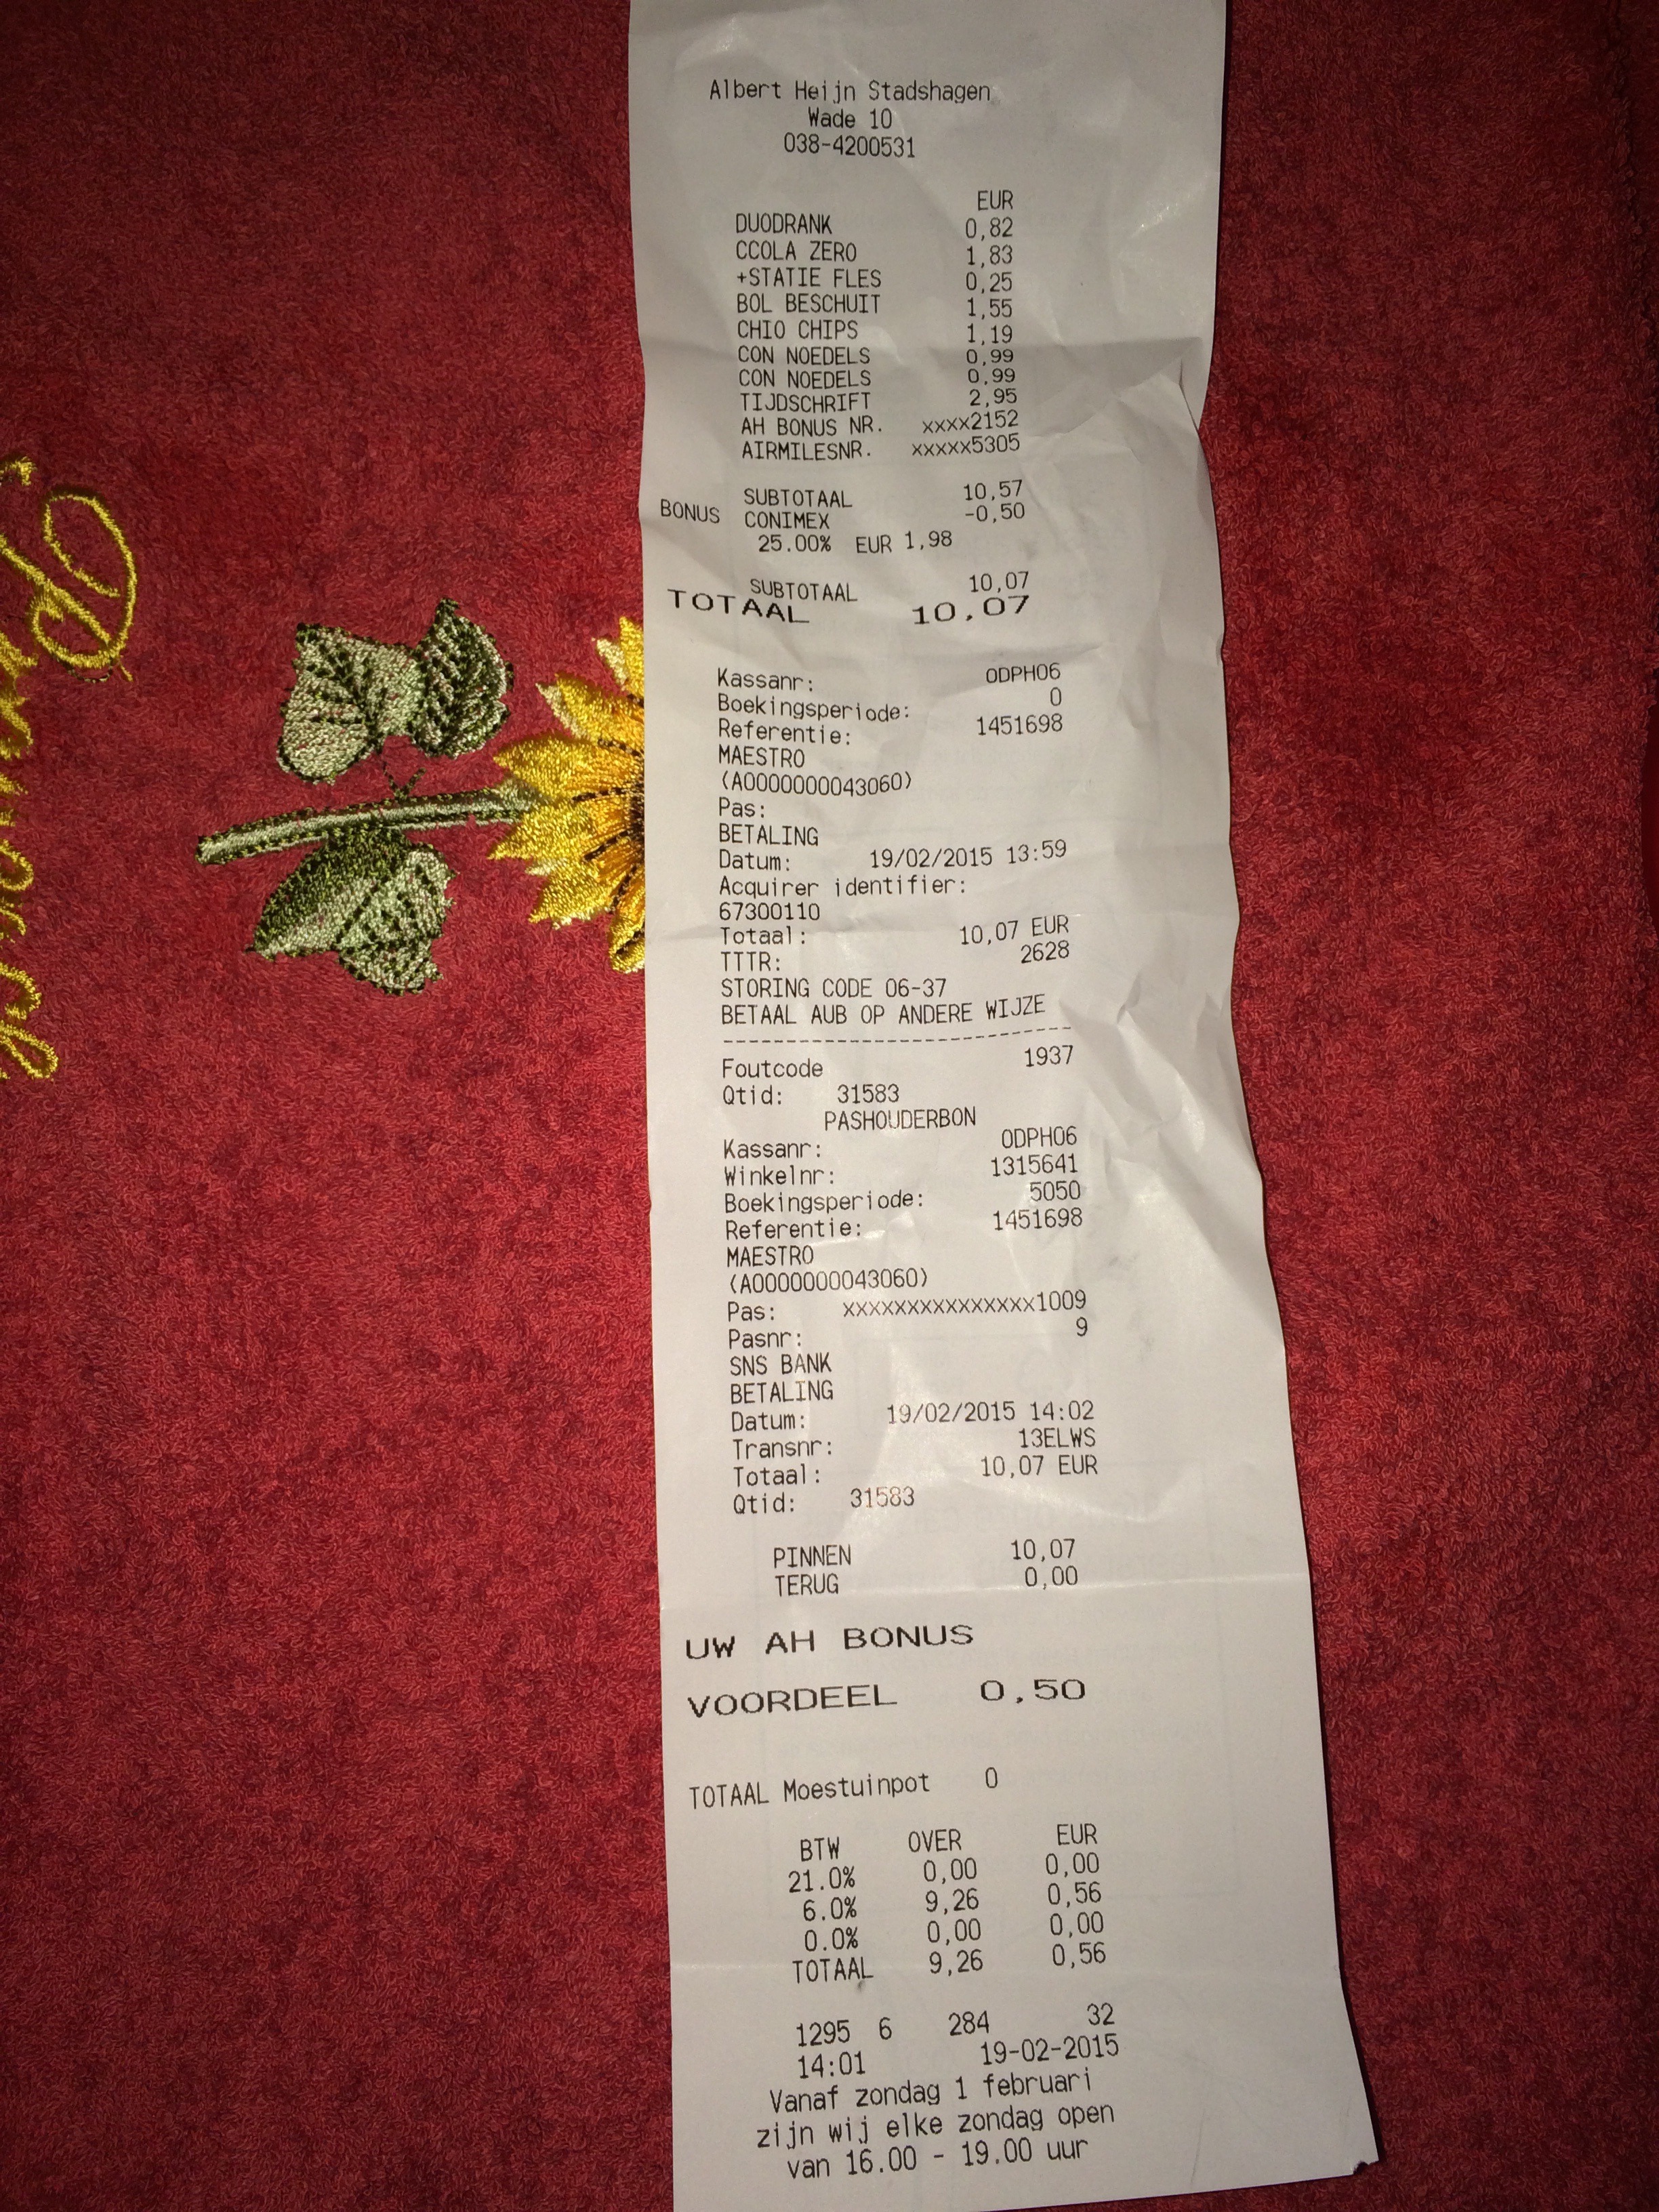 Albert Heijn Stadshagen
Wade 10
038-4200531
EUR
DUODRANK 0,82
CCOLA ZERO 1,83
+STATIE FLES 0,25
BOL BESCHUIT 1,55
CHIO CHIPS 1,19
CON NOEDELS 0,99
CON NOEDELS 0,99
TIJDSCHRIFT 2,95
AH BONUS NR. xxxx2152
AIRMILESNR. xxxxx5305
SUBTOTAAL 10,57
BONUS CONIMEX -0,50
25.00% EUR 1,98
SUBTOTAAL 10,07
TOTAAL 10,07
Kassanr: 0DPH06
Boekingsperiode: 0
Referentie: 1451698
MAESTRO
(A0000000043060)
Pas:
BETALING
Datum: 19/02/2015 13:59
Acquirer identifier:
67300110
Totaal: 10,07 EUR
TTTR: 2628
STORING CODE 06-37
BETAAL AUB OP ANDERE WIJZE
--------------------------
Foutcode 1937
Qtid: 31583
PASHOUDERBON
Kassanr: 0DPH06
Winkelnr: 1315641
Boekingsperiode: 5050
Referentie: 1451698
MAESTRO
(A0000000043060)
Pas: xxxxxxxxxxxxxxx1009
Pasnr: 9
SNS BANK
BETALING
Datum: 19/02/2015 14:02
Transnr: 13ELWS
Totaal: 10,07 EUR
Qtid: 31583
PINNEN 10,07
TERUG 0,00
UW AH BONUS
VOORDEEL 0,50
TOTAAL Moestuinpot 0
BTW OVER EUR
21.0% 0,00 0,00
6.0% 9,26 0,56
0.0% 0,00 0,00
TOTAAL 9,26 0,56
1295 6 284 32
14:01 19-02-2015
Vanaf zondag 1 februari
zijn wij elke zondag open
van 16.00 - 19.00 uur